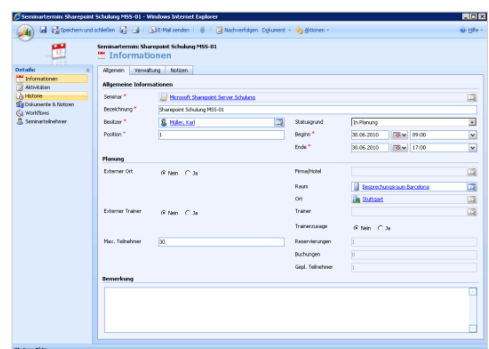 Seminartermin: Sharepoint Schulung MSS-01 - Windows Internet Explorer
Speichern und schließen
E-Mail senden
Nachverfolgen
Dokument
Aktionen
Hilfe
Seminartermin: Sharepoint Schulung MSS-01
Informationen
Details:
Informationen
Aktivitäten
Historie
Dokumente & Notizen
Workflows
Seminarteilnehmer
Allgemein Verwaltung Notizen
Allgemeine Informationen
Seminar * Microsoft Sharepoint Server Schulung
Bezeichnung * Sharepoint Schulung MSS-01
Besitzer * Müller, Karl Statusgrund In Planung
Position * 1 Beginn * 30.06.2010 09:00
Ende * 30.06.2010 17:00
Planung
Externer Ort Nein Ja Firma/Hotel
Raum Besprechungsraum Barcelona
Ort Stuttgart
Externer Trainer Nein Ja Trainer
Trainerzusage Nein Ja
Max. Teilnehmer 30 Reservierungen 1
Buchungen 0
Gepl. Teilnehmer 1
Bemerkung